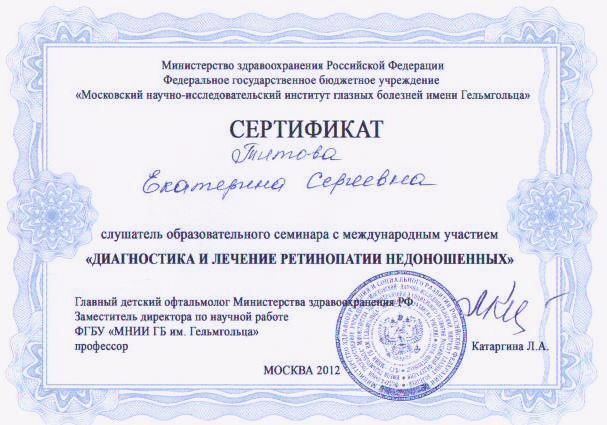 Министерство здравоохранения Российской Федерации
Федеральное государственное бюджетное учреждение
«Московский научно-исследовательский институт глазных болезней имени Гельмгольца»
СЕРТИФИКАТ
Титова
Екатерина Сергеевна
слушатель образовательного семинара с международным участием
«ДИАГНОСТИКА И ЛЕЧЕНИЕ РЕТИНОПАТИИ НЕДОНОШЕННЫХ»
Главный детский офтальмолог Министерства здравоохранения РФ
Заместитель директора по научной работе
ФГБУ «МНИИ ГБ им. Гельмгольца»
профессор
Катаргина Л.А.
МОСКВА 2012